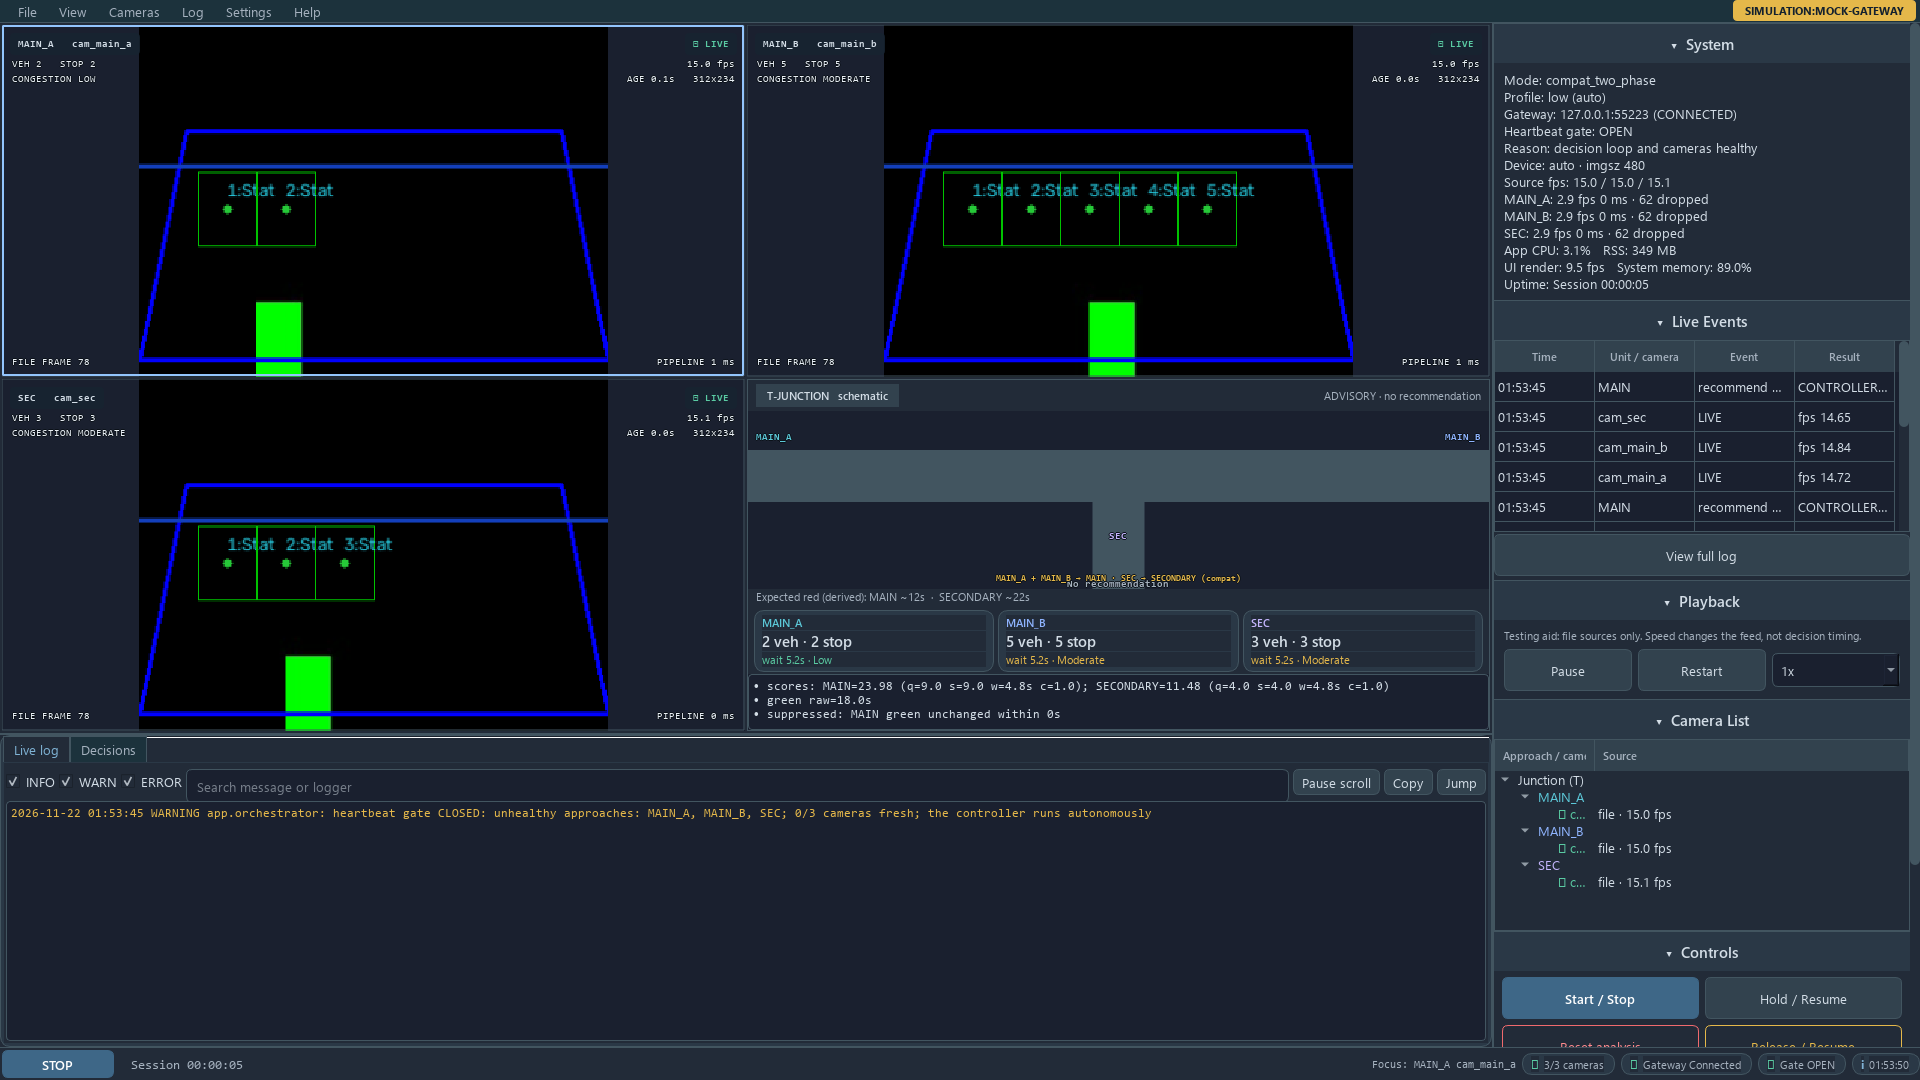 File View Cameras Log Settings Help
SIMULATION:MOCK-GATEWAY
MAIN_A cam_main_a
LIVE
VEH 2 STOP 2
15.0 fps
CONGESTION LOW
AGE 0.1s 312x234
1:Stat 2:Stat
FILE FRAME 78
PIPELINE 1 ms
MAIN_B cam_main_b
LIVE
VEH 5 STOP 5
15.0 fps
CONGESTION MODERATE
AGE 0.0s 312x234
1:Stat 2:Stat 3:Stat 4:Stat 5:Stat
FILE FRAME 78
PIPELINE 1 ms
SEC cam_sec
LIVE
VEH 3 STOP 3
15.1 fps
CONGESTION MODERATE
AGE 0.0s 312x234
1:Stat 2:Stat 3:Stat
FILE FRAME 78
PIPELINE 0 ms
T-JUNCTION schematic
ADVISORY · no recommendation
MAIN_A
MAIN_B
SEC
MAIN_A + MAIN_B → MAIN · SEC → SECONDARY (compat)
No recommendation
Expected red (derived): MAIN ~12s · SECONDARY ~22s
MAIN_A
2 veh · 2 stop
wait 5.2s · Low
MAIN_B
5 veh · 5 stop
wait 5.2s · Moderate
SEC
3 veh · 3 stop
wait 5.2s · Moderate
• scores: MAIN=23.98 (q=9.0 s=9.0 w=4.8s c=1.0); SECONDARY=11.48 (q=4.0 s=4.0 w=4.8s c=1.0)
• green raw=18.0s
• suppressed: MAIN green unchanged within 0s
Live log Decisions
INFO WARN ERROR
Search message or logger
Pause scroll Copy Jump
2026-11-22 01:53:45 WARNING app.orchestrator: heartbeat gate CLOSED: unhealthy approaches: MAIN_A, MAIN_B, SEC; 0/3 cameras fresh; the controller runs autonomously
System
Mode: compat_two_phase
Profile: low (auto)
Gateway: 127.0.0.1:55223 (CONNECTED)
Heartbeat gate: OPEN
Reason: decision loop and cameras healthy
Device: auto · imgsz 480
Source fps: 15.0 / 15.0 / 15.1
MAIN_A: 2.9 fps 0 ms · 62 dropped
MAIN_B: 2.9 fps 0 ms · 62 dropped
SEC: 2.9 fps 0 ms · 62 dropped
App CPU: 3.1% RSS: 349 MB
UI render: 9.5 fps System memory: 89.0%
Uptime: Session 00:00:05
Live Events
Time Unit / camera Event Result
01:53:45 MAIN recommend ... CONTROLLER...
01:53:45 cam_sec LIVE fps 14.65
01:53:45 cam_main_b LIVE fps 14.84
01:53:45 cam_main_a LIVE fps 14.72
01:53:45 MAIN recommend ... CONTROLLER...
View full log
Playback
Testing aid: file sources only. Speed changes the feed, not decision timing.
Pause Restart 1x
Camera List
Approach / came Source
Junction (T)
MAIN_A
c... file · 15.0 fps
MAIN_B
c... file · 15.0 fps
SEC
c... file · 15.1 fps
Controls
Start / Stop Hold / Resume
Reset analysis Release / Resume
STOP Session 00:00:05
Focus: MAIN_A cam_main_a 3/3 cameras Gateway Connected Gate OPEN i 01:53:50